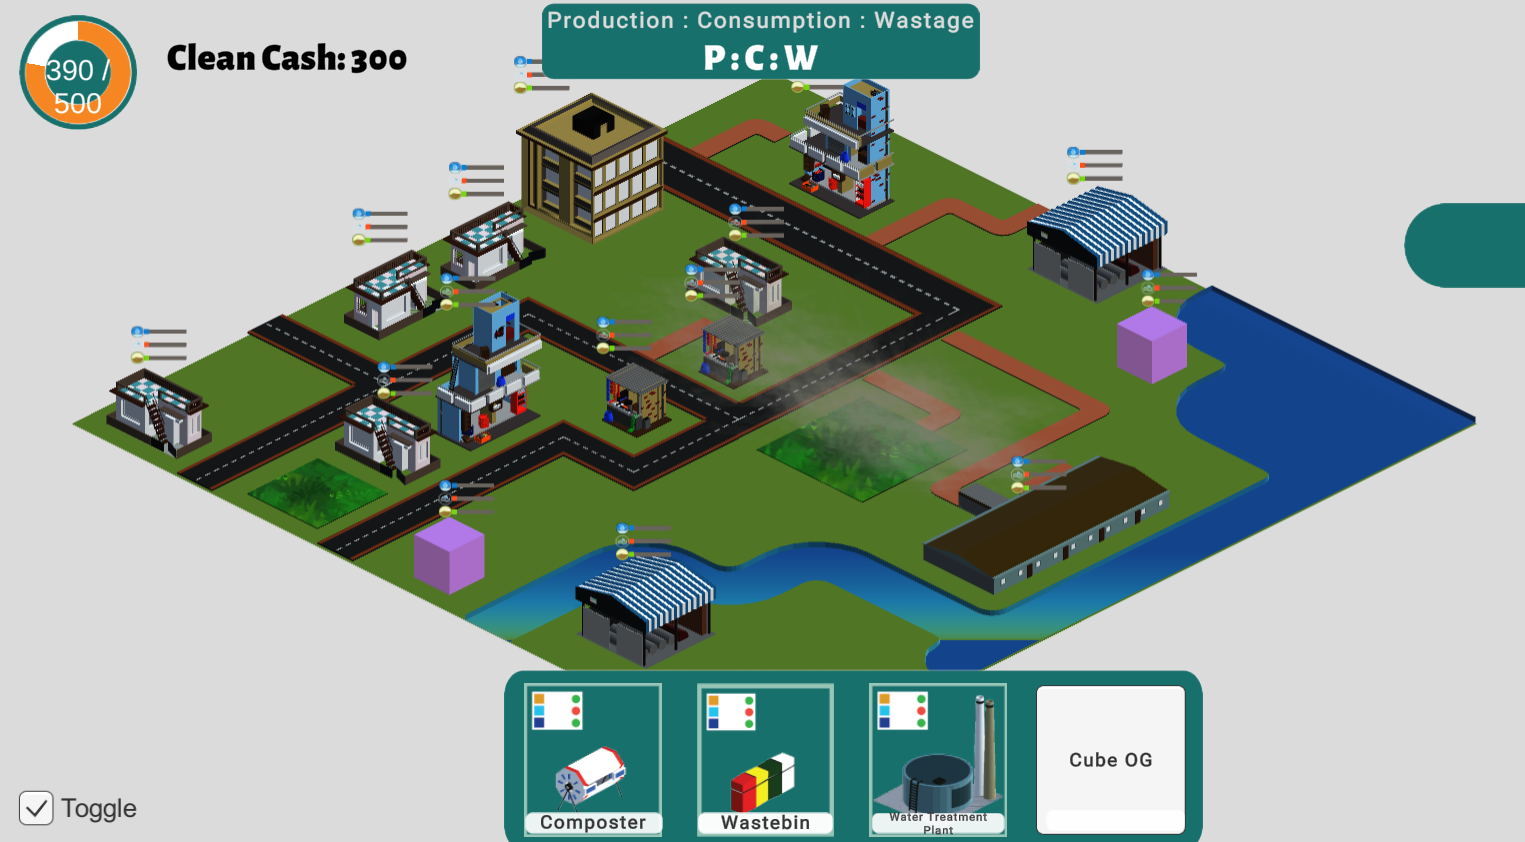 390 /
500
Clean Cash: 300
Production : Consumption : Wastage
P:C:W
Toggle
Composter
Wastebin
Water Treatment
Plant
Cube OG